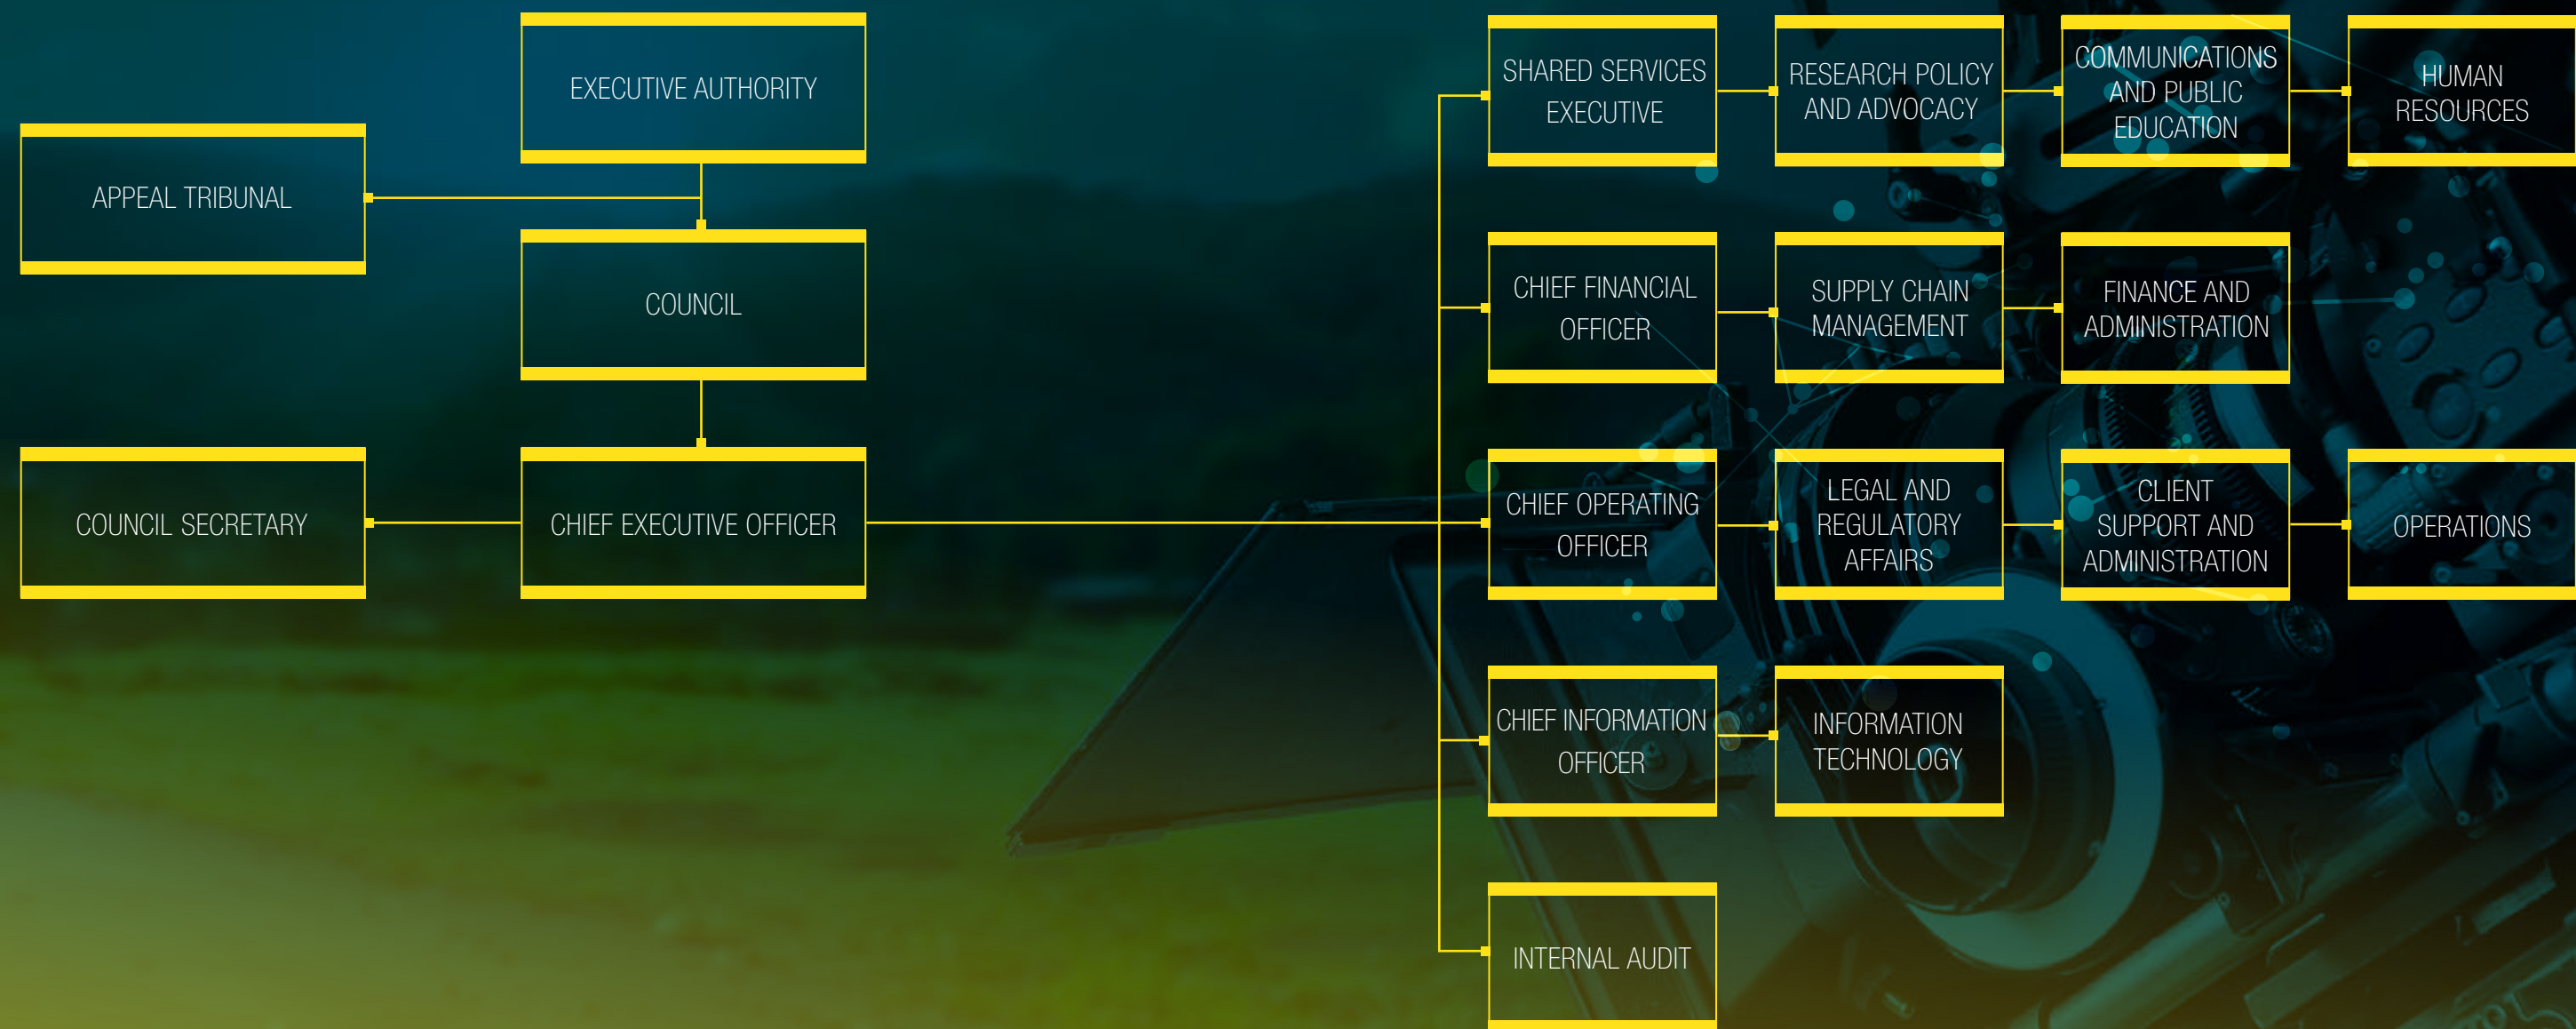 EXECUTIVE AUTHORITY
APPEAL TRIBUNAL
COUNCIL
COUNCIL SECRETARY
CHIEF EXECUTIVE OFFICER
SHARED SERVICES
EXECUTIVE
RESEARCH POLICY
AND ADVOCACY
COMMUNICATIONS
AND PUBLIC
EDUCATION
HUMAN
RESOURCES
CHIEF FINANCIAL
OFFICER
SUPPLY CHAIN
MANAGEMENT
FINANCE AND
ADMINISTRATION
CHIEF OPERATING
OFFICER
LEGAL AND
REGULATORY
AFFAIRS
CLIENT
SUPPORT AND
ADMINISTRATION
OPERATIONS
CHIEF INFORMATION
OFFICER
INFORMATION
TECHNOLOGY
INTERNAL AUDIT